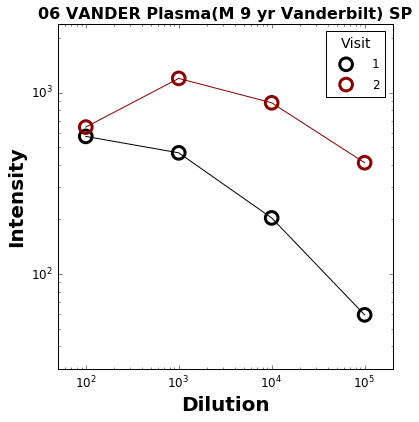 06 VANDER Plasma(M 9 yr Vanderbilt) SP
Visit
1
2
10³
10²
Intensity
10² 10³ 10⁴ 10⁵
Dilution